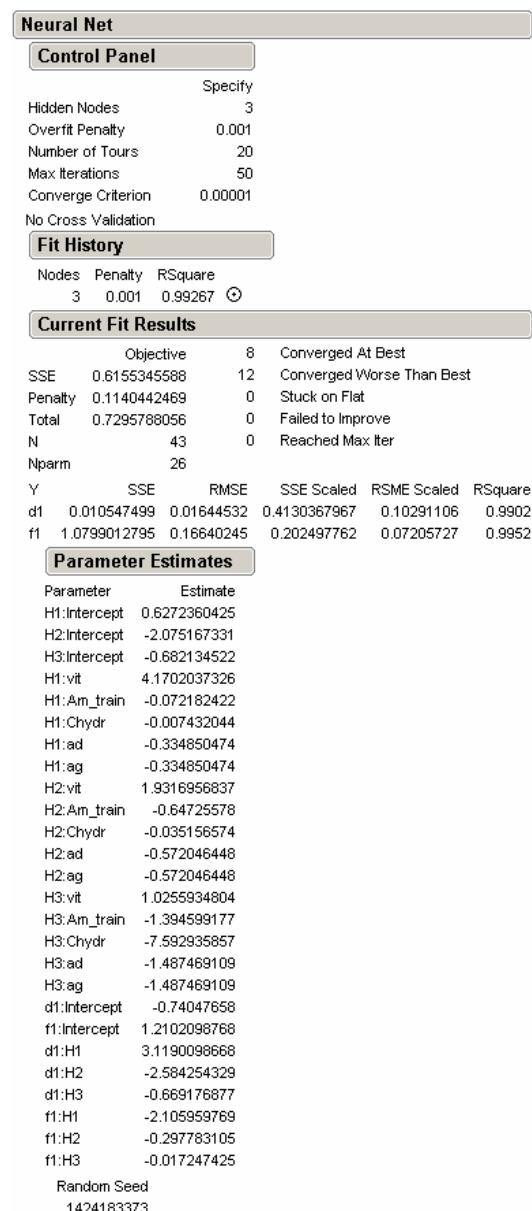 Neural Net
Control Panel
Specify
Hidden Nodes 3
Overfit Penalty 0.001
Number of Tours 20
Max Iterations 50
Converge Criterion 0.00001
No Cross Validation
Fit History
Nodes Penalty RSquare
3 0.001 0.99267
Current Fit Results
Objective 8 Converged At Best
SSE 0.6155345588 12 Converged Worse Than Best
Penalty 0.1140442469 0 Stuck on Flat
Total 0.7295788056 0 Failed to Improve
N 43 0 Reached Max Iter
Nparm 26
Y SSE RMSE SSE Scaled RSME Scaled RSquare
d1 0.010547499 0.01644532 0.4130367967 0.10291106 0.9902
f1 1.0799012795 0.16640245 0.202497762 0.07205727 0.9952
Parameter Estimates
Parameter Estimate
H1:Intercept 0.6272360425
H2:Intercept -2.075167331
H3:Intercept -0.682134522
H1:vit 4.1702037326
H1:Am_train -0.072182422
H1:Chydr -0.007432044
H1:ad -0.334850474
H1:ag -0.334850474
H2:vit 1.9316956837
H2:Am_train -0.64725578
H2:Chydr -0.035156574
H2:ad -0.572046448
H2:ag -0.572046448
H3:vit 1.0255934804
H3:Am_train -1.394599177
H3:Chydr -7.592935857
H3:ad -1.487469109
H3:ag -1.487469109
d1:Intercept -0.74047658
f1:Intercept 1.2102098768
d1:H1 3.1190098668
d1:H2 -2.584254329
d1:H3 -0.669176877
f1:H1 -2.105959769
f1:H2 -0.297783105
f1:H3 -0.017247425
Random Seed
1424183373